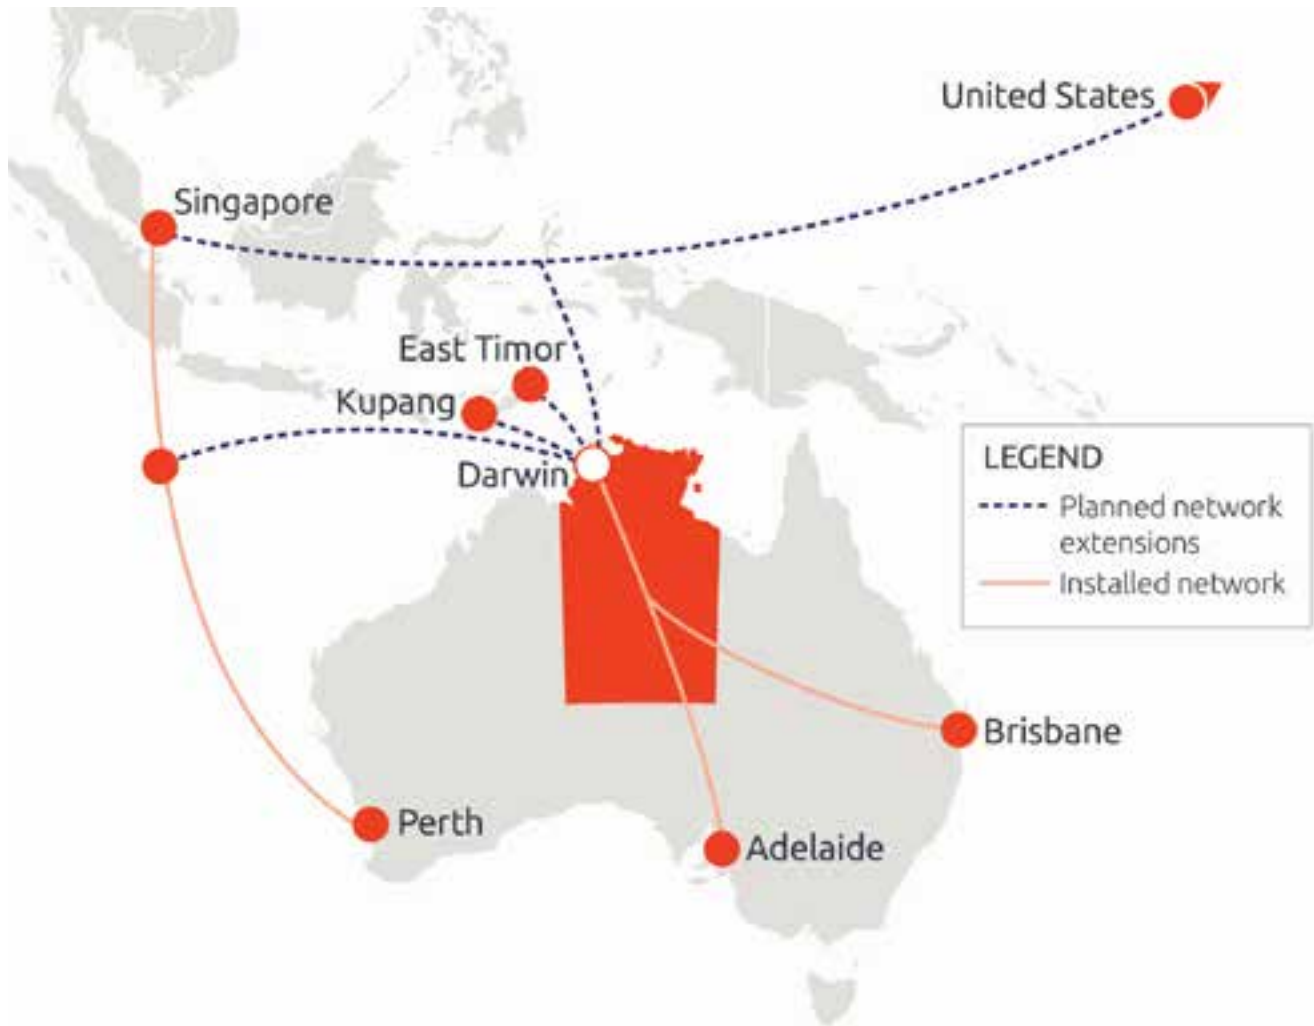 United States
Singapore
East Timor
Kupang
Darwin
LEGEND
Planned network
extensions
Installed network
Brisbane
Perth
Adelaide